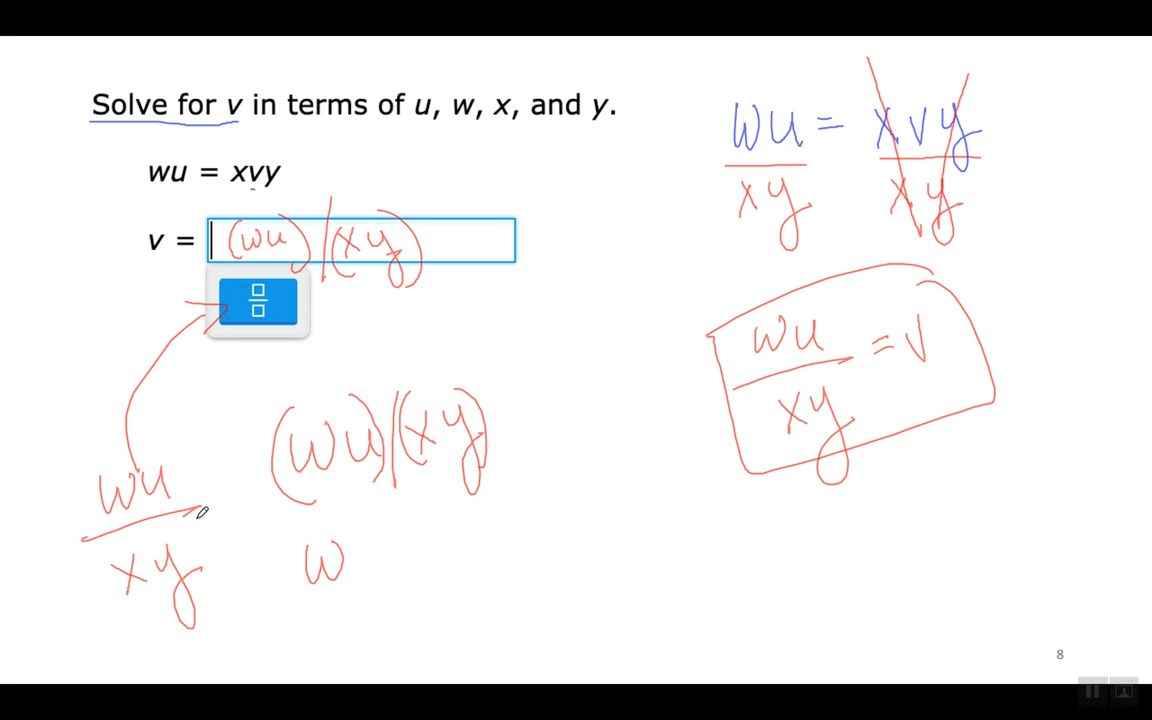 Solve for v in terms of u, w, x, and y.
wu = xvy
v = (wu)/(xy)
wu = xvy
xy xy
wu = v
xy
(wu)/(xy)
wu
xy
w
8